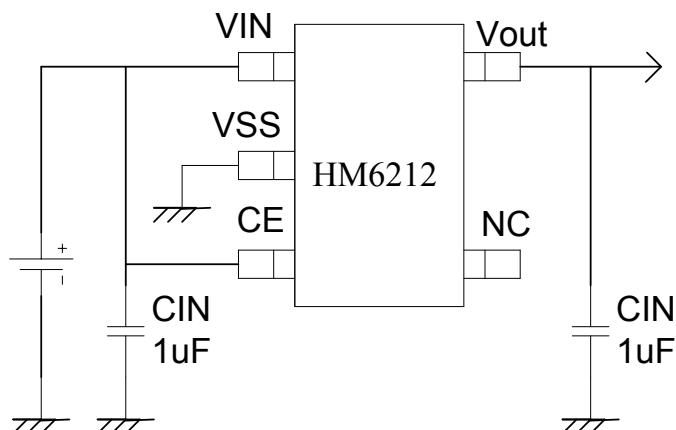 VIN
Vout
VSS
HM6212
CE
NC
+
-
CIN
1uF
CIN
1uF